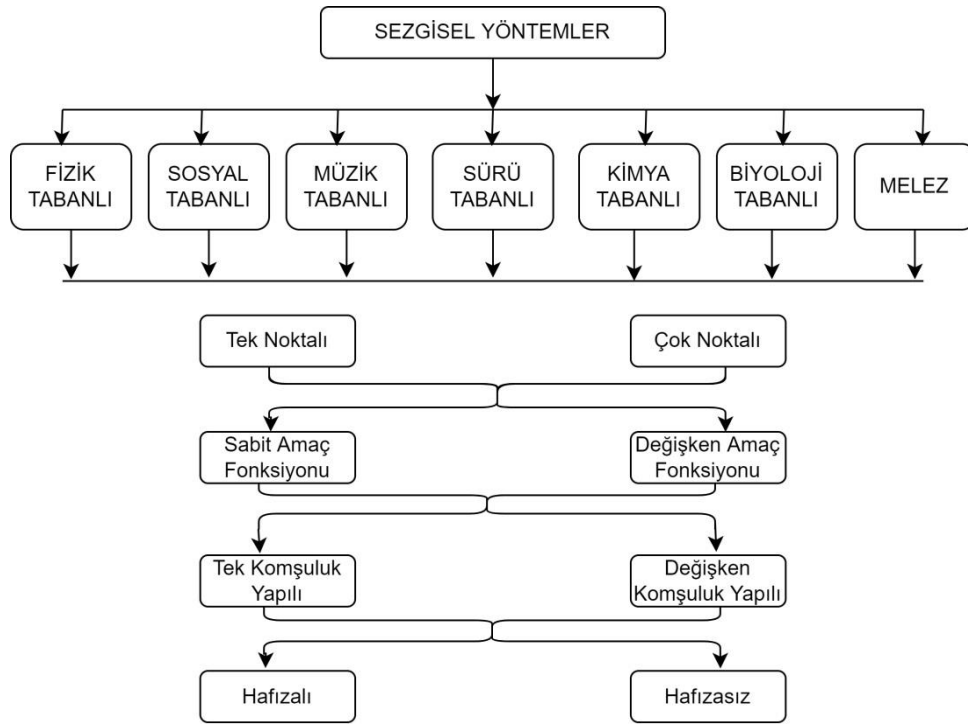 SEZGİSEL YÖNTEMLER
FİZİK
TABANLI
SOSYAL
TABANLI
MÜZİK
TABANLI
SÜRÜ
TABANLI
KİMYA
TABANLI
BİYOLOJİ
TABANLI
MELEZ
Tek Noktalı
Çok Noktalı
Sabit Amaç
Fonksiyonu
Değişken Amaç
Fonksiyonu
Tek Komşuluk
Yapılı
Değişken
Komşuluk Yapılı
Hafızalı
Hafızasız